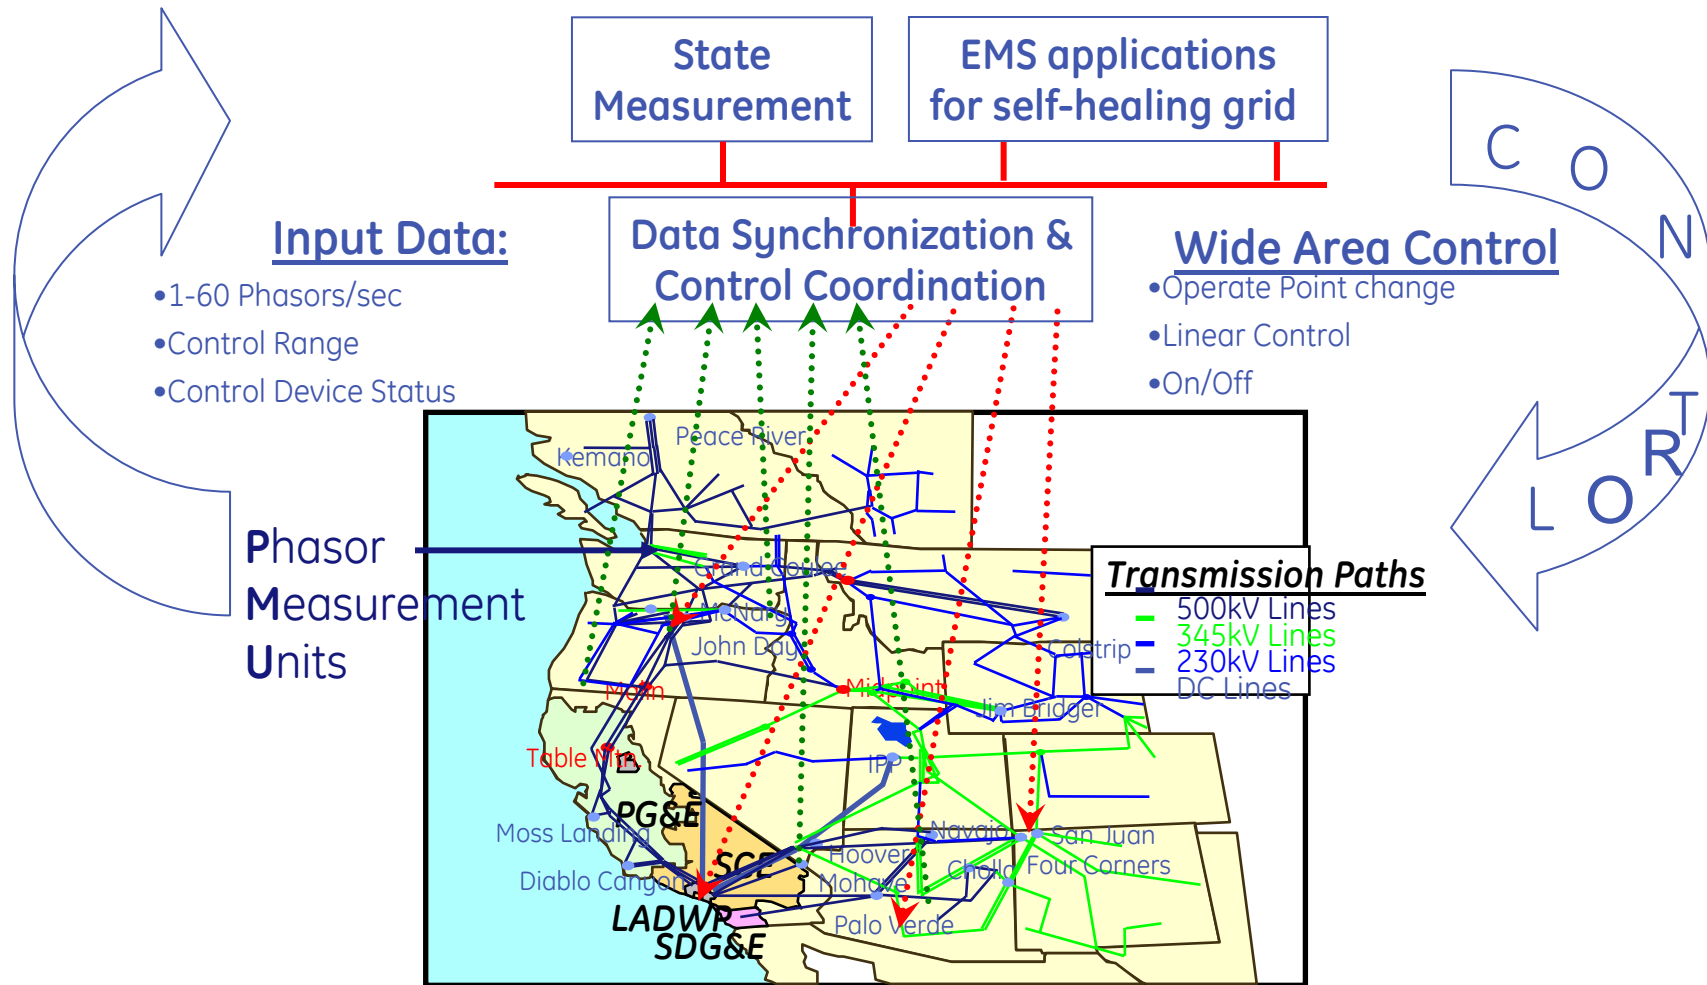 State
Measurement
EMS applications
for self-healing grid
Data Synchronization &
Control Coordination
Input Data:
•1-60 Phasors/sec
•Control Range
•Control Device Status
Wide Area Control
•Operate Point change
•Linear Control
•On/Off
C O N T R O L
Phasor
Measurement
Units
Peace River
Kemano
Grand Coulee
McNary
John Day
Malin
Midpoint
Colstrip
Jim Bridger
Table Mtn.
IPP
PG&E
Moss Landing
SCE
Diablo Canyon
LADWP
SDG&E
Hoover
Mohave
Navajo
Cholla
San Juan
Four Corners
Palo Verde
Transmission Paths
500kV Lines
345kV Lines
230kV Lines
DC Lines